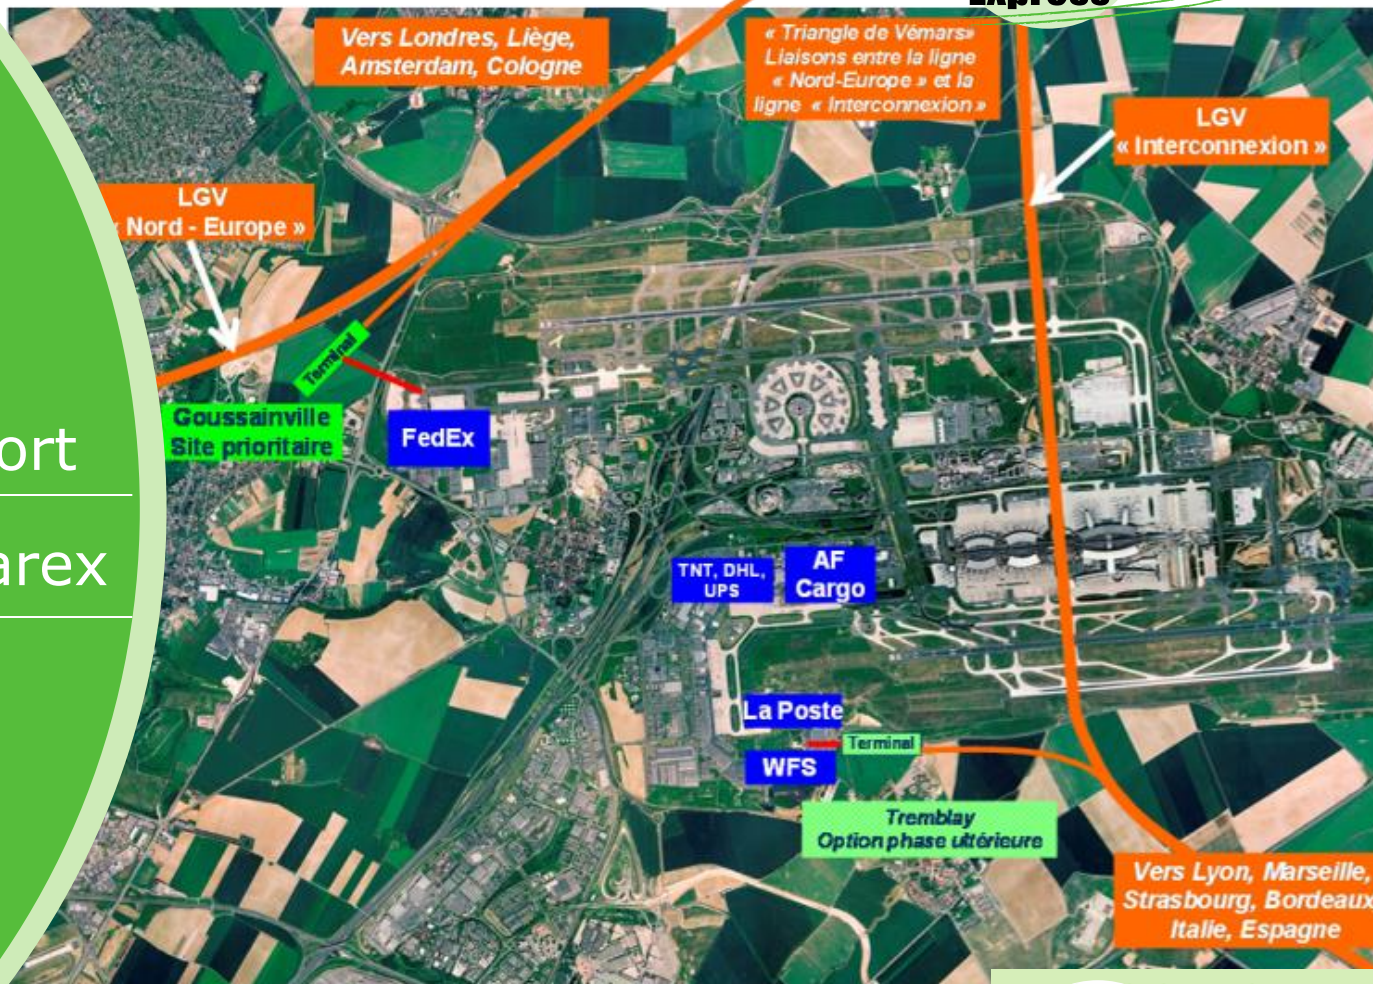 Express
Vers Londres, Liège,
Amsterdam, Cologne
« Triangle de Vémars»
Liaisons entre la ligne
« Nord-Europe » et la
ligne « Interconnexion »
LGV
« Interconnexion »
LGV
« Nord - Europe »
Terminal
Goussainville
Site prioritaire
FedEx
ort
arex
TNT, DHL,
UPS
AF
Cargo
La Poste
Terminal
WFS
Tremblay
Option phase ultérieure
Vers Lyon, Marseille,
Strasbourg, Bordeaux
Italie, Espagne